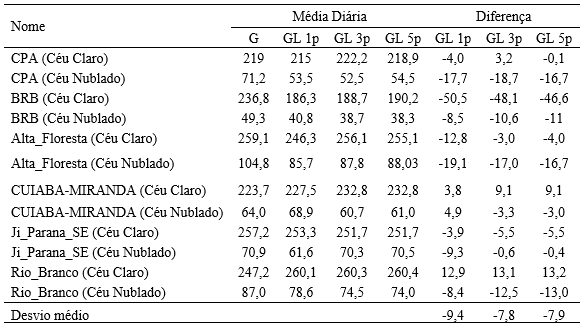 Nome Média Diária Diferença
G GL 1p GL 3p GL 5p GL 1p GL 3p GL 5p
CPA (Céu Claro) 219 215 222,2 218,9 -4,0 3,2 -0,1
CPA (Céu Nublado) 71,2 53,5 52,5 54,5 -17,7 -18,7 -16,7
BRB (Céu Claro) 236,8 186,3 188,7 190,2 -50,5 -48,1 -46,6
BRB (Céu Nublado) 49,3 40,8 38,7 38,3 -8,5 -10,6 -11
Alta_Floresta (Céu Claro) 259,1 246,3 256,1 255,1 -12,8 -3,0 -4,0
Alta_Floresta (Céu Nublado) 104,8 85,7 87,8 88,03 -19,1 -17,0 -16,7
CUIABA-MIRANDA (Céu Claro) 223,7 227,5 232,8 232,8 3,8 9,1 9,1
CUIABA-MIRANDA (Céu Nublado) 64,0 68,9 60,7 61,0 4,9 -3,3 -3,0
Ji_Parana_SE (Céu Claro) 257,2 253,3 251,7 251,7 -3,9 -5,5 -5,5
Ji_Parana_SE (Céu Nublado) 70,9 61,6 70,3 70,5 -9,3 -0,6 -0,4
Rio_Branco (Céu Claro) 247,2 260,1 260,3 260,4 12,9 13,1 13,2
Rio_Branco (Céu Nublado) 87,0 78,6 74,5 74,0 -8,4 -12,5 -13,0
Desvio médio -9,4 -7,8 -7,9